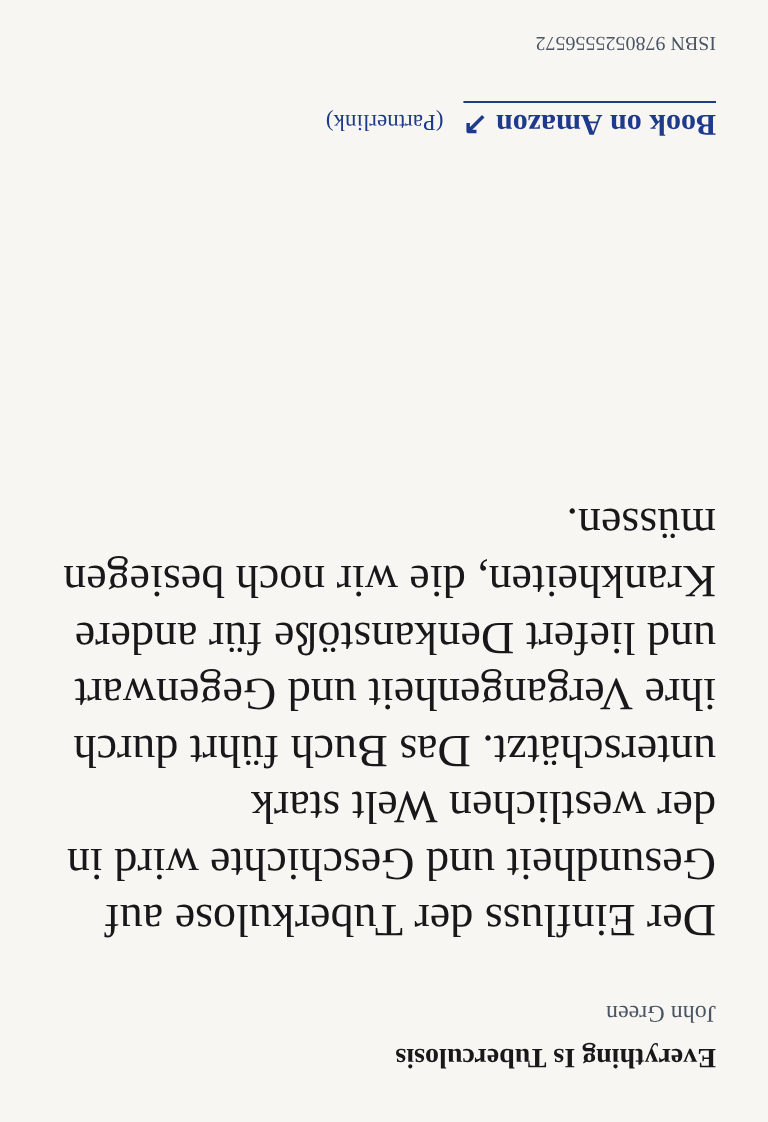 Everything Is Tuberculosis
John Green
Der Einfluss der Tuberkulose auf
Gesundheit und Geschichte wird in
der westlichen Welt stark
unterschätzt. Das Buch führt durch
ihre Vergangenheit und Gegenwart
und liefert Denkanstöße für andere
Krankheiten, die wir noch besiegen
müssen.
Book on Amazon ↗ (Partnerlink)
ISBN 9780525556572